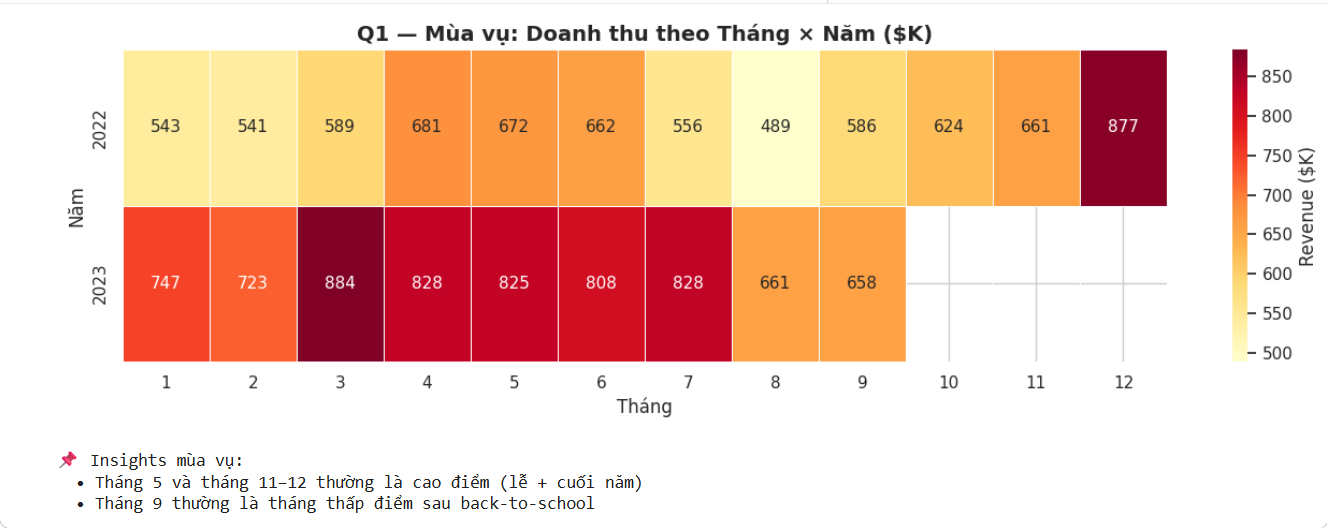 Q1 — Mùa vụ: Doanh thu theo Tháng × Năm ($K)
2022
543 541 589 681 672 662 556 489 586 624 661 877
2023
747 723 884 828 825 808 828 661 658
1 2 3 4 5 6 7 8 9 10 11 12
Tháng
Năm
850
800
750
700
650
600
550
500
Revenue ($K)
📌 Insights mùa vụ:
• Tháng 5 và tháng 11–12 thường là cao điểm (lễ + cuối năm)
• Tháng 9 thường là tháng thấp điểm sau back-to-school